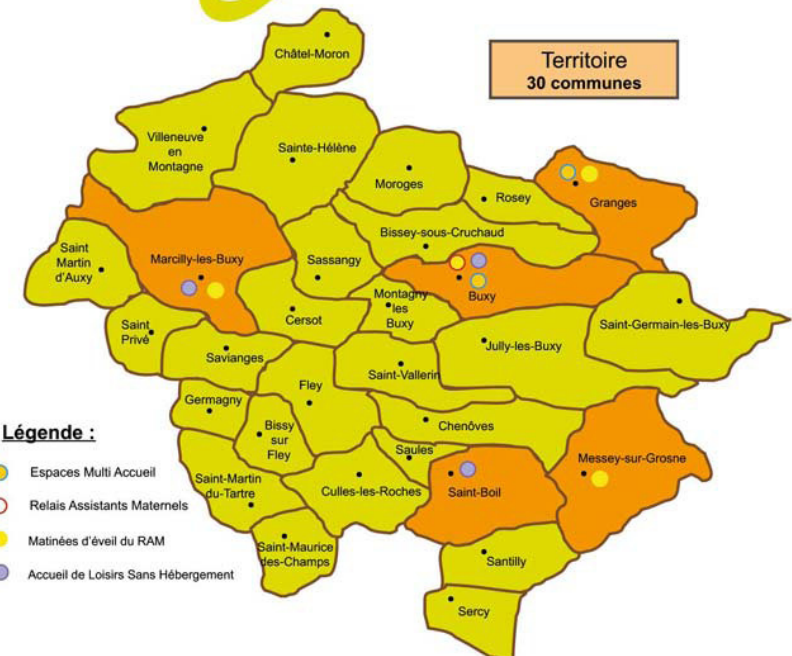 Châtel-Moron
Territoire
30 communes
Villeneuve
en
Montagne
Sainte-Hélène
Moroges
Rosey
Granges
Bissey-sous-Cruchaud
Saint
Martin
d'Auxy
Marcilly-les-Buxy
Sassangy
Montagny
les
Buxy
Buxy
Saint-Germain-les-Buxy
Cersot
Saint
Privé
Savianges
Jully-les-Buxy
Saint-Vallerin
Fley
Germagny
Bissy
sur
Fley
Chenôves
Saules
Messey-sur-Grosne
Saint-Martin
du-Tartre
Culles-les-Roches
Saint-Boil
Saint-Maurice
des-Champs
Santilly
Sercy
Légende :
Espaces Multi Accueil
Relais Assistants Maternels
Matinées d'éveil du RAM
Accueil de Loisirs Sans Hébergement